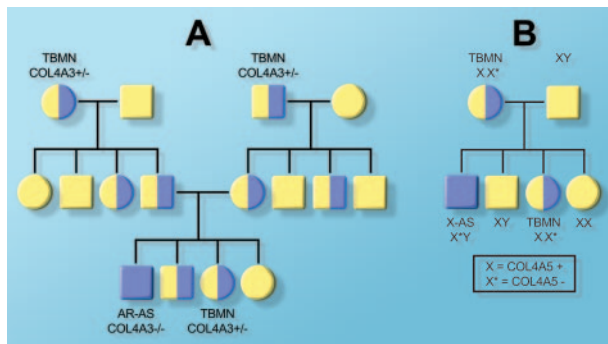 A
TBMN
COL4A3+/-
TBMN
COL4A3+/-
AR-AS
COL4A3-/-
TBMN
COL4A3+/-
B
TBMN
X X*
XY
X-AS
X*Y
XY
TBMN
X X*
XX
X = COL4A5 +
X* = COL4A5 -